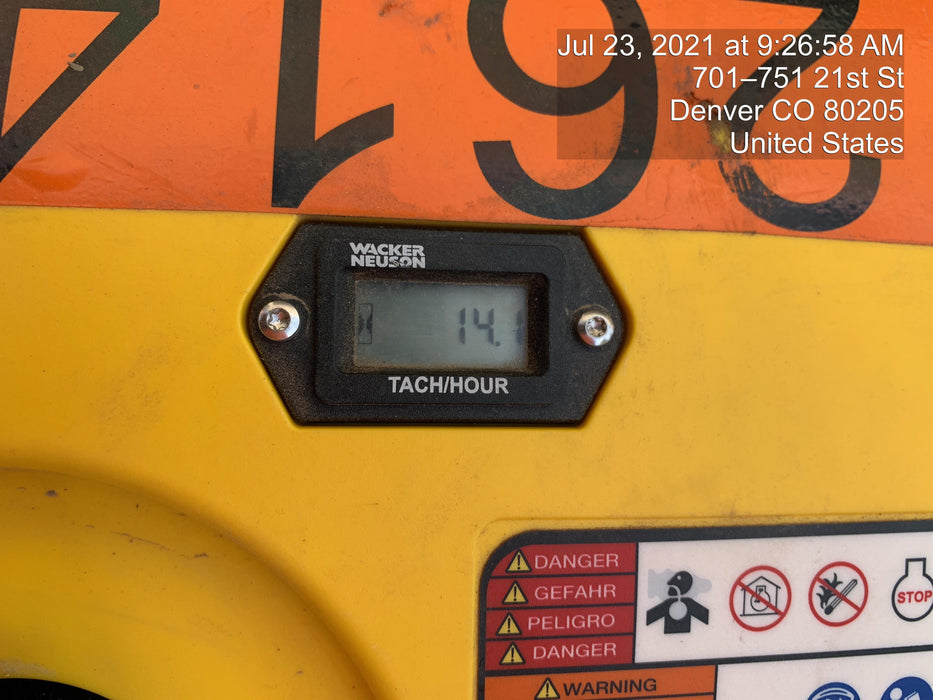 2614
Jul 23, 2021 at 9:26:58 AM
701–751 21st St
Denver CO 80205
United States
WACKER
NEUSON
14.
TACH/HOUR
DANGER
GEFAHR
PELIGRO
DANGER
STOP
WARNING